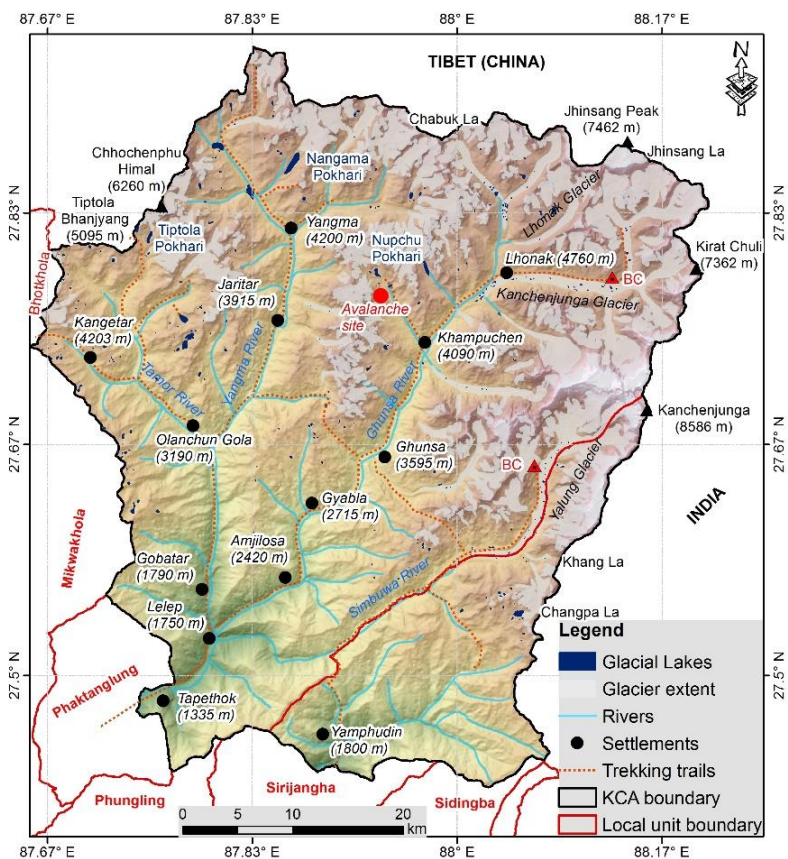 87.67° E
87.83° E
88° E
88.17° E
TIBET (CHINA)
N
Chabuk La
Jhinsang Peak
(7462 m)
Jhinsang La
Chhochenphu
Himal
(6260 m)
Nangama
Pokhari
27.83° N
27.83° N
Tiptola
Bhanjyang
(5095 m)
Tiptola
Pokhari
Yangma
(4200 m)
Lhonak Glacier
Nupchu
Pokhari
Lhonak (4760 m)
Kirat Chuli
(7362 m)
BC
Bhotkhola
Jaritar
(3915 m)
Avalanche
site
Kanchenjunga Glacier
Kangetar
(4203 m)
Khampuchen
(4090 m)
Tamor River
Yangma River
Ghunsa River
Kanchenjunga
(8586 m)
Olanchun Gola
(3190 m)
27.67° N
27.67° N
Ghunsa
(3595 m)
BC
Yalung Glacier
Gyabla
(2715 m)
INDIA
Mikwakhola
Amjilosa
(2420 m)
Gobatar
(1790 m)
Khang La
Simbuwa River
Lelep
(1750 m)
Changpa La
Legend
Glacial Lakes
Glacier extent
Rivers
Settlements
Trekking trails
KCA boundary
Local unit boundary
27.5° N
27.5° N
Phaktanglung
Tapethok
(1335 m)
Yamphudin
(1800 m)
Phungling
Sirijangha
Sidingba
0 10 20
km
87.67° E
87.83° E
88° E
88.17° E